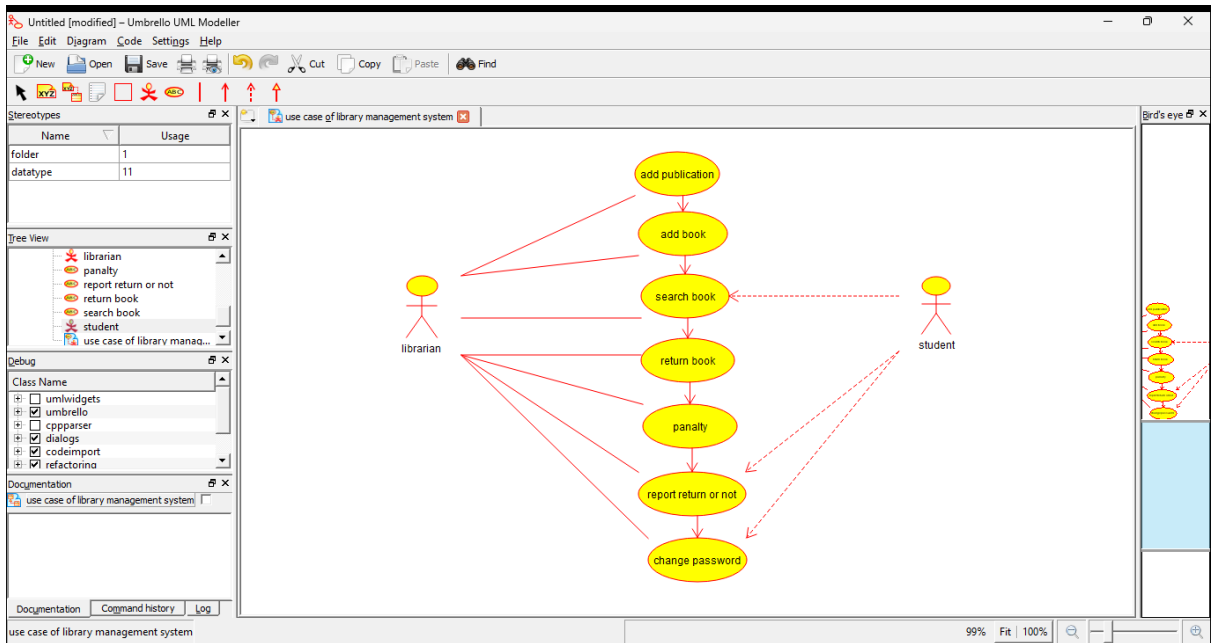 Untitled [modified] – Umbrello UML Modeller
File Edit Diagram Code Settings Help
New Open Save Cut Copy Paste Find
XYZ ABC
Stereotypes
Name Usage
folder 1
datatype 11
Tree View
librarian
panalty
report return or not
return book
search book
student
use case of library manag...
Debug
Class Name
umlwidgets
umbrello
cppparser
dialogs
codeimport
refactoring
Documentation
use case of library management system
Documentation Command history Log
use case of library management system
use case of library management system
add publication
add book
search book
return book
panalty
report return or not
change password
librarian
student
Bird's eye
99% Fit 100%